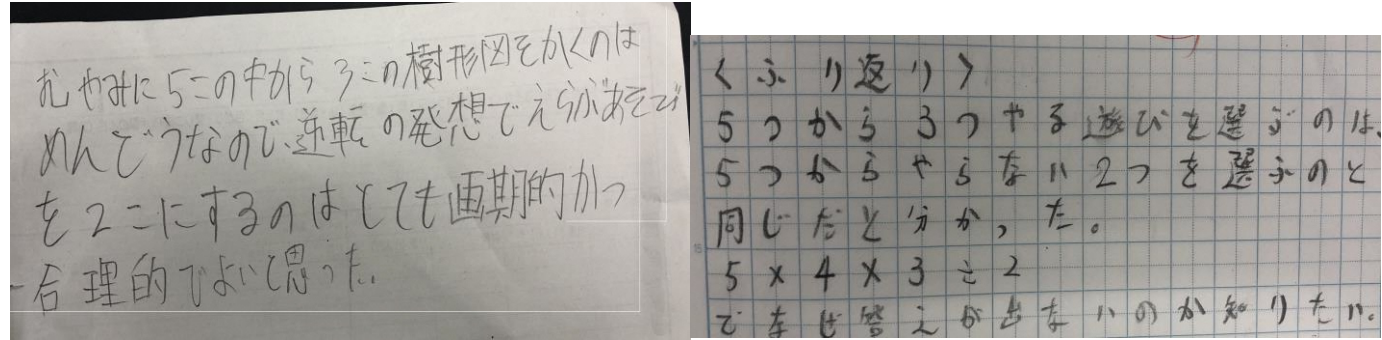 むやみに5この中から3この樹形図をかくのは
めんどうなので、逆転の発想でえらぶあそび
を2こにするのはとても画期的かつ
合理的でよいと思った。
〈ふり返り〉
5つから3つやる遊びを選ぶのは、
5つからやらない2つを選ぶのと
同じだと分かった。
5×4×3÷2
でなぜ答えが出ないのか知りたい。